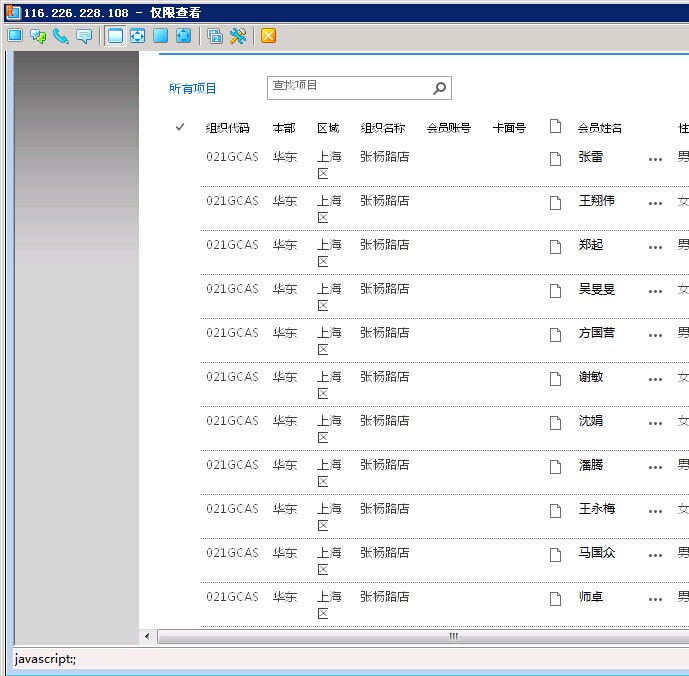 116.226.228.108 - 仅限查看
所有项目 查找项目
组织代码 本部 区域 组织名称 会员账号 卡面号 会员姓名 性
021GCAS 华东 上海区 张杨路店 张雷 ... 男
021GCAS 华东 上海区 张杨路店 王翔伟 ... 女
021GCAS 华东 上海区 张杨路店 郑起 ... 男
021GCAS 华东 上海区 张杨路店 吴旻旻 ... 女
021GCAS 华东 上海区 张杨路店 方国营 ... 男
021GCAS 华东 上海区 张杨路店 谢敏 ... 女
021GCAS 华东 上海区 张杨路店 沈娟 ... 女
021GCAS 华东 上海区 张杨路店 潘腾 ... 男
021GCAS 华东 上海区 张杨路店 王永梅 ... 女
021GCAS 华东 上海区 张杨路店 马国众 ... 男
021GCAS 华东 上海区 张杨路店 师卓 ... 男
javascript:;